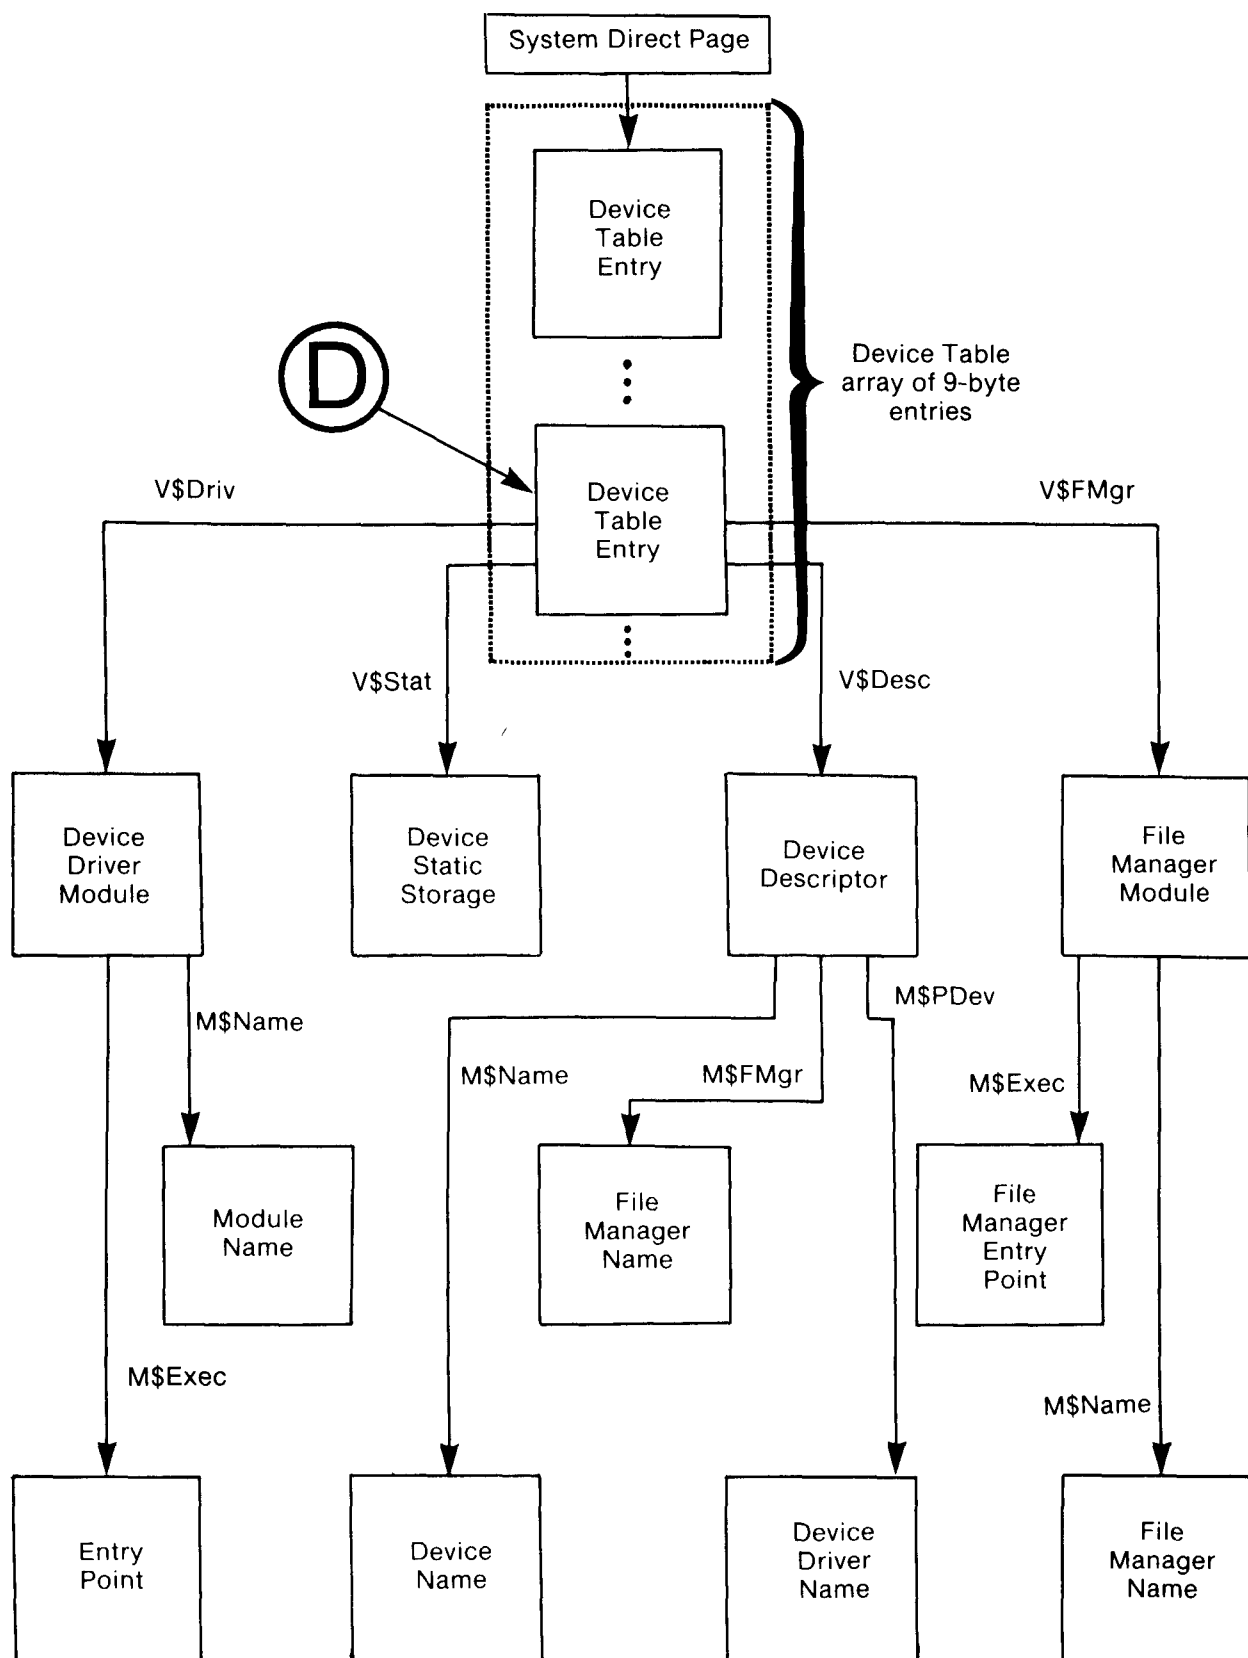 System Direct Page
Device
Table
Entry
D
Device Table
array of 9-byte
entries
Device
Table
Entry
V$Driv
V$FMgr
V$Stat
V$Desc
Device
Driver
Module
Device
Static
Storage
Device
Descriptor
File
Manager
Module
M$Name
M$PDev
M$Name
M$FMgr
M$Exec
Module
Name
File
Manager
Name
File
Manager
Entry
Point
M$Exec
M$Name
Entry
Point
Device
Name
Device
Driver
Name
File
Manager
Name